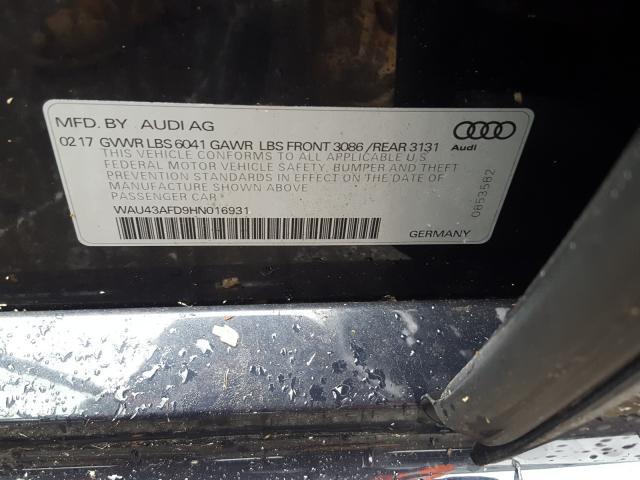 MFD. BY AUDI AG
02.17 GVWR LBS 6041 GAWR LBS FRONT 3086 / REAR 3131
THIS VEHICLE CONFORMS TO ALL APPLICABLE U.S
FEDERAL MOTOR VEHICLE SAFETY, BUMPER AND THEFT
PREVENTION STANDARDS IN EFFECT ON THE
DATE OF MANUFACTURE SHOWN ABOVE
PASSENGER CAR
WAU43AFD9HN016931
Audi
0853582
GERMANY